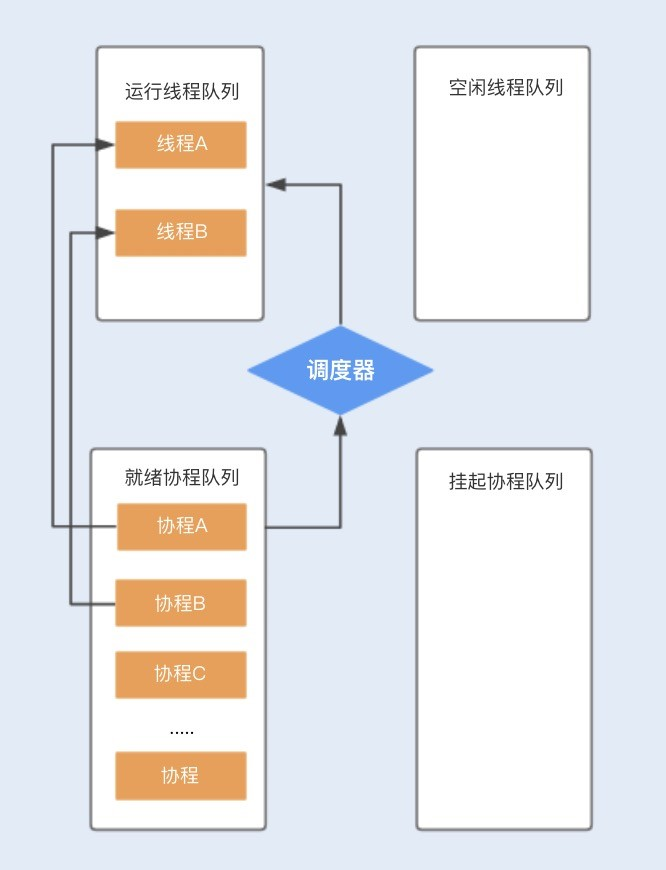 运行线程队列
线程A
线程B
空闲线程队列
调度器
就绪协程队列
协程A
协程B
协程C
.....
协程
挂起协程队列